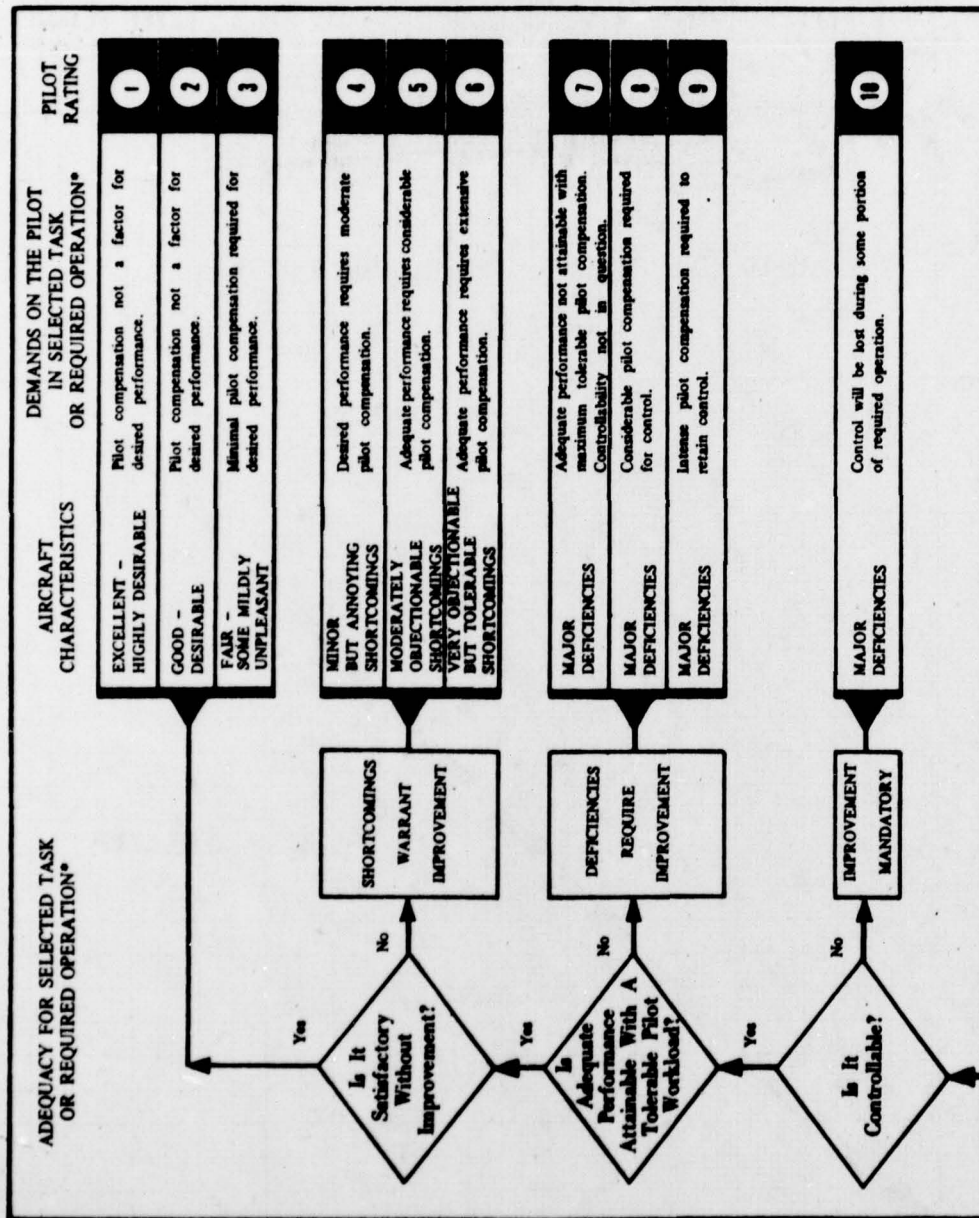 ADEQUACY FOR SELECTED TASK
OR REQUIRED OPERATION*
AIRCRAFT
CHARACTERISTICS
DEMANDS ON THE PILOT
IN SELECTED TASK
OR REQUIRED OPERATION*
PILOT
RATING
EXCELLENT –
HIGHLY DESIRABLE
Pilot compensation not a factor for
desired performance.
1
GOOD –
DESIRABLE
Pilot compensation not a factor for
desired performance.
2
FAIR –
SOME MILDLY
UNPLEASANT
Minimal pilot compensation required for
desired performance.
3
Yes
Is It
Satisfactory
Without
Improvement?
No
SHORTCOMINGS
WARRANT
IMPROVEMENT
MINOR
BUT ANNOYING
SHORTCOMINGS
Desired performance requires moderate
pilot compensation.
4
MODERATELY
OBJECTIONABLE
SHORTCOMINGS
Adequate performance requires considerable
pilot compensation.
5
VERY OBJECTIONABLE
BUT TOLERABLE
SHORTCOMINGS
Adequate performance requires extensive
pilot compensation.
6
Yes
Is
Adequate
Performance
Attainable With A
Tolerable Pilot
Workload?
No
DEFICIENCIES
REQUIRE
IMPROVEMENT
MAJOR
DEFICIENCIES
Adequate performance not attainable with
maximum tolerable pilot compensation.
Controllability not in question.
7
MAJOR
DEFICIENCIES
Considerable pilot compensation required
for control.
8
MAJOR
DEFICIENCIES
Intense pilot compensation required to
retain control.
9
Yes
Is It
Controllable?
No
IMPROVEMENT
MANDATORY
MAJOR
DEFICIENCIES
Control will be lost during some portion
of required operation.
10